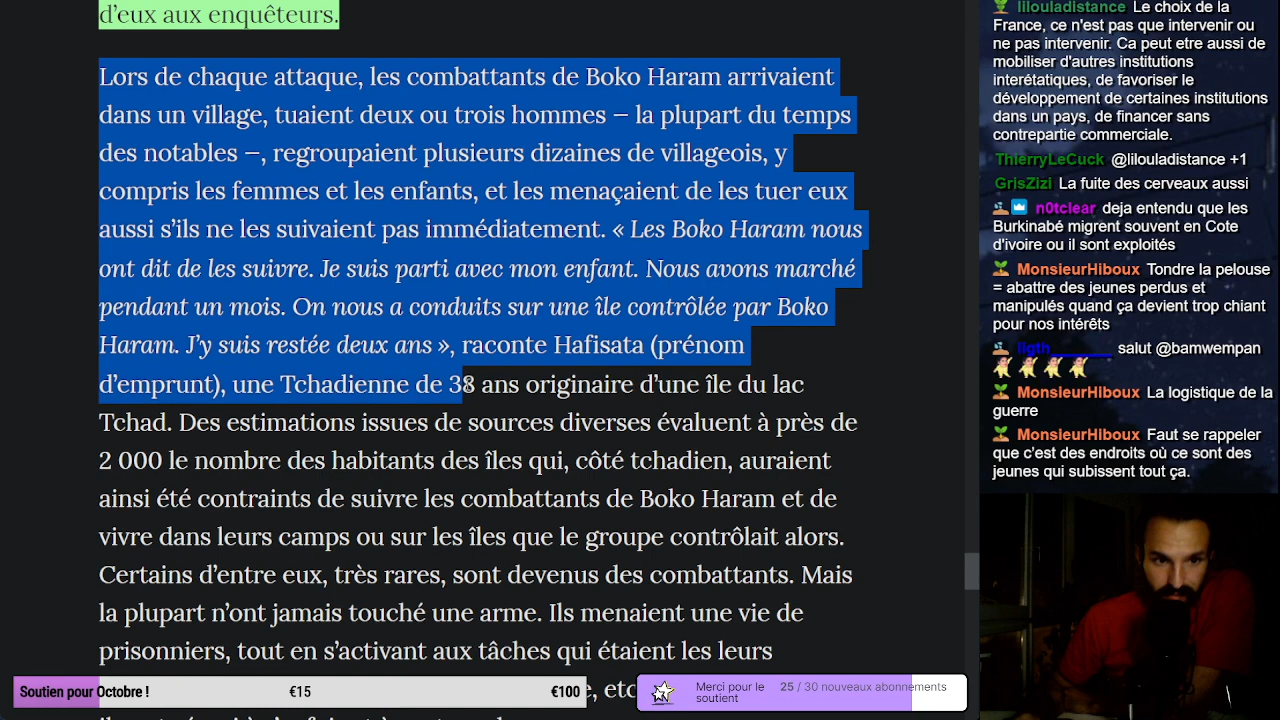 d’eux aux enquêteurs.
Lors de chaque attaque, les combattants de Boko Haram arrivaient
dans un village, tuaient deux ou trois hommes – la plupart du temps
des notables –, regroupaient plusieurs dizaines de villageois, y
compris les femmes et les enfants, et les menaçaient de les tuer eux
aussi s’ils ne les suivaient pas immédiatement. « Les Boko Haram nous
ont dit de les suivre. Je suis parti avec mon enfant. Nous avons marché
pendant un mois. On nous a conduits sur une île contrôlée par Boko
Haram. J’y suis restée deux ans », raconte Hafisata (prénom
d’emprunt), une Tchadienne de 38 ans originaire d’une île du lac
Tchad. Des estimations issues de sources diverses évaluent à près de
2 000 le nombre des habitants des îles qui, côté tchadien, auraient
ainsi été contraints de suivre les combattants de Boko Haram et de
vivre dans leurs camps ou sur les îles que le groupe contrôlait alors.
Certains d’entre eux, très rares, sont devenus des combattants. Mais
la plupart n’ont jamais touché une arme. Ils menaient une vie de
prisonniers, tout en s’activant aux tâches qui étaient les leurs
Soutien pour Octobre !
€15
€100
Merci pour le
soutien
25 / 30 nouveaux abonnements
lilouladistance Le choix de la
France, ce n'est pas que intervenir ou
ne pas intervenir. Ca peut etre aussi de
mobiliser d'autres institutions
interétatiques, de favoriser le
développement de certaines institutions
dans un pays, de financer sans
contrepartie commerciale.
ThierryLeCuck @lilouladistance +1
GrisZizi La fuite des cerveaux aussi
n0tclear deja entendu que les
Burkinabé migrent souvent en Cote
d'ivoire ou il sont exploités
MonsieurHiboux Tondre la pelouse
= abattre des jeunes perdus et
manipulés quand ça devient trop chiant
pour nos intérêts
salut @bamwempan
MonsieurHiboux La logistique de la
guerre
MonsieurHiboux Faut se rappeler
que c'est des endroits où ce sont des
jeunes qui subissent tout ça.